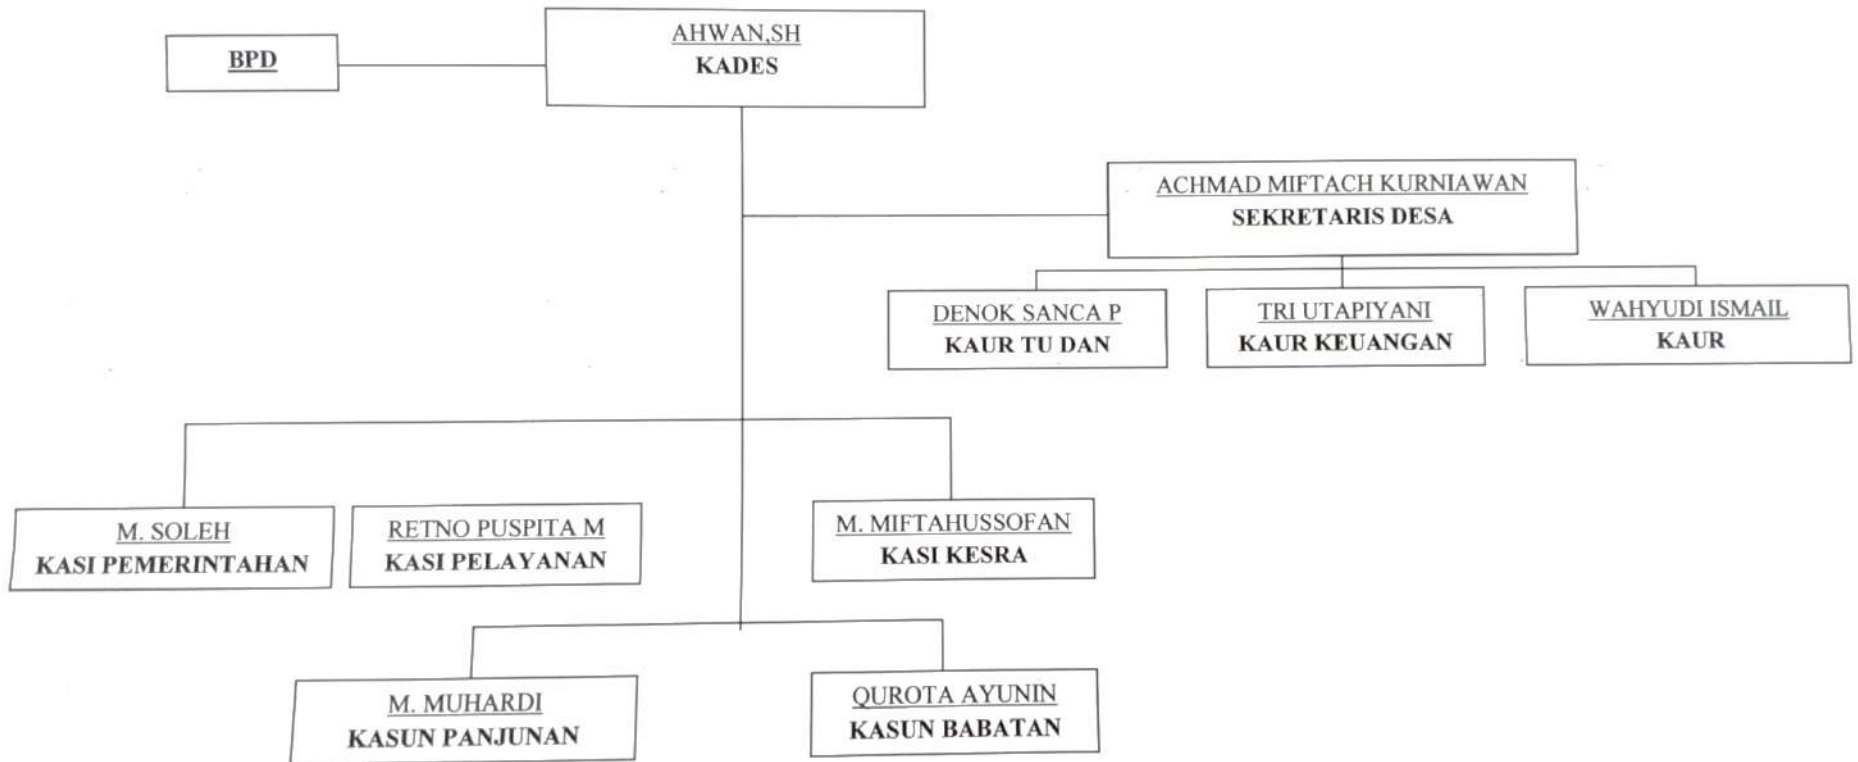 AHWAN,SH
KADES
BPD
ACHMAD MIFTACH KURNIAWAN
SEKRETARIS DESA
DENOK SANCA P
KAUR TU DAN
TRI UTAPIYANI
KAUR KEUANGAN
WAHYUDI ISMAIL
KAUR
M. SOLEH
KASI PEMERINTAHAN
RETNO PUSPITA M
KASI PELAYANAN
M. MIFTAHUSSOFAN
KASI KESRA
M. MUHARDI
KASUN PANJUNAN
QUROTA AYUNIN
KASUN BABATAN